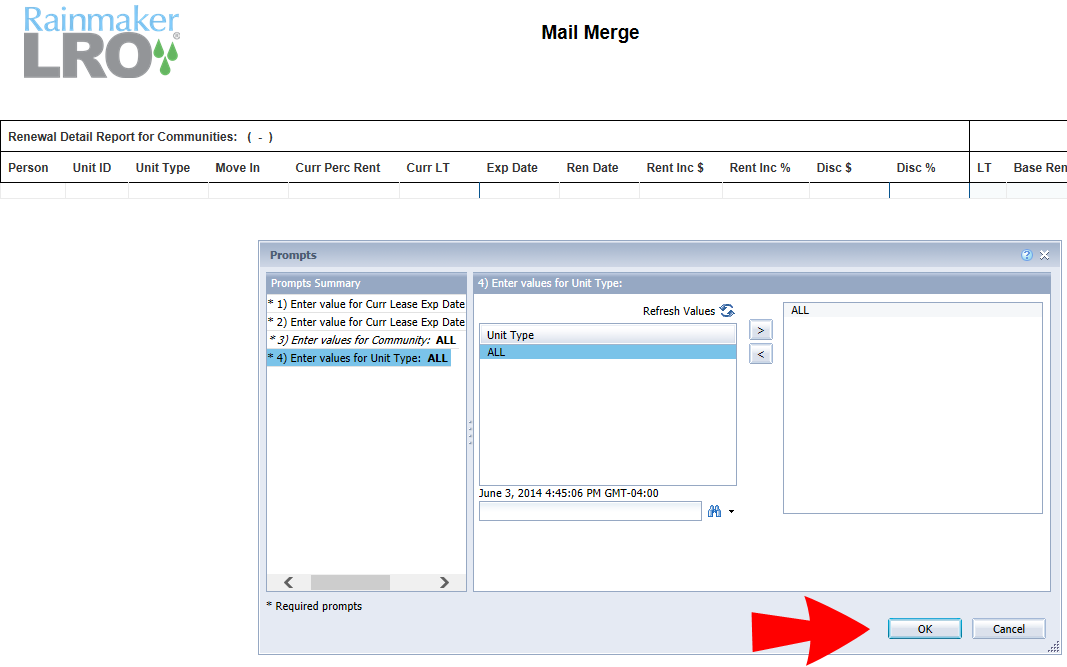 Rainmaker
LRO®
Mail Merge
Renewal Detail Report for Communities: ( - )
Person Unit ID Unit Type Move In Curr Perc Rent Curr LT Exp Date Ren Date Rent Inc $ Rent Inc % Disc $ Disc % LT Base Ren
Prompts
Prompts Summary
* 1) Enter value for Curr Lease Exp Date
* 2) Enter value for Curr Lease Exp Date
* 3) Enter values for Community: ALL
* 4) Enter values for Unit Type: ALL
4) Enter values for Unit Type:
Refresh Values
Unit Type
ALL
>
<
ALL
June 3, 2014 4:45:06 PM GMT-04:00
* Required prompts
OK Cancel